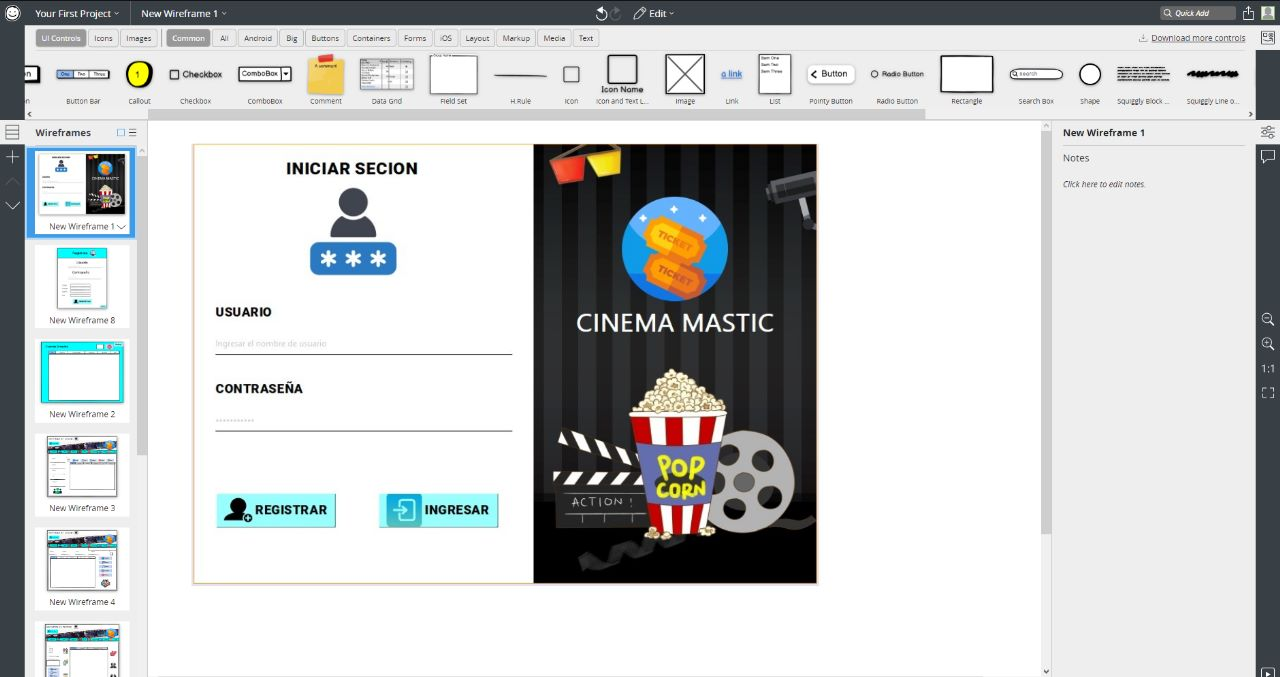 Your First Project
New Wireframe 1
Edit
Quick Add
UI Controls
Icons
Images
Common
All
Android
Big
Buttons
Containers
Forms
iOS
Layout
Markup
Media
Text
Download more controls
One Two Three
1
Checkbox
ComboBox
A comment
Icon Name
a link
Item One
Item Two
Item Three
Button
Radio Button
search
Button Bar
Callout
Checkbox
ComboBox
Comment
Data Grid
Field Set
H.Rule
Icon
Icon and Text L...
Image
Link
List
Pointy Button
Radio Button
Rectangle
Search Box
Shape
Squiggly Block ...
Squiggly Line o...
Wireframes
New Wireframe 1
New Wireframe 8
New Wireframe 2
New Wireframe 3
New Wireframe 4
INICIAR SECION
* * *
USUARIO
Ingresar el nombre de usuario
CONTRASEÑA
REGISTRAR
INGRESAR
TICKET
TICKET
CINEMA MASTIC
POP
CORN
ACTION !
New Wireframe 1
Notes
Click here to edit notes.
1:1